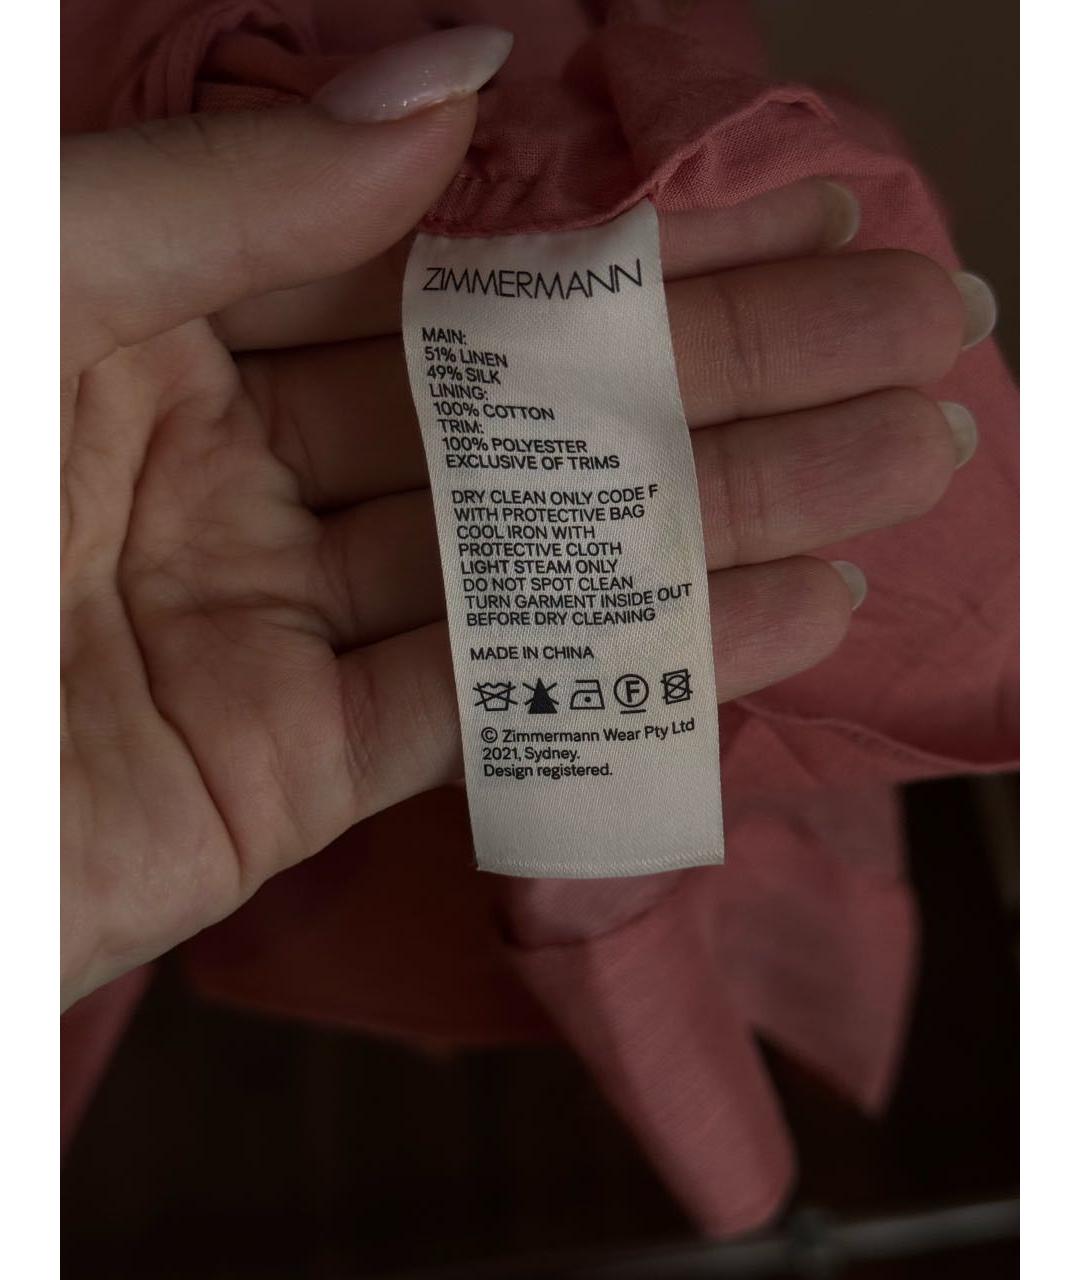 ZIMMERMANN
MAIN:
51% LINEN
49% SILK
LINING:
100% COTTON
TRIM:
100% POLYESTER
EXCLUSIVE OF TRIMS
DRY CLEAN ONLY CODE F
WITH PROTECTIVE BAG
COOL IRON WITH
PROTECTIVE CLOTH
LIGHT STEAM ONLY
DO NOT SPOT CLEAN
TURN GARMENT INSIDE OUT
BEFORE DRY CLEANING
MADE IN CHINA
F
© Zimmermann Wear Pty Ltd
2021, Sydney.
Design registered.